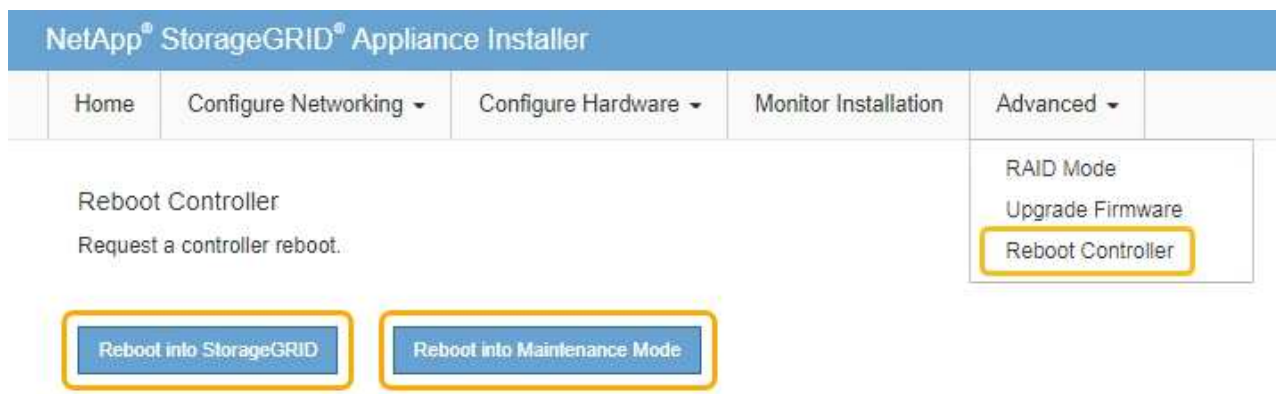 NetApp® StorageGRID® Appliance Installer
Home Configure Networking Configure Hardware Monitor Installation Advanced
RAID Mode
Upgrade Firmware
Reboot Controller
Reboot Controller
Request a controller reboot.
Reboot into StorageGRID Reboot into Maintenance Mode